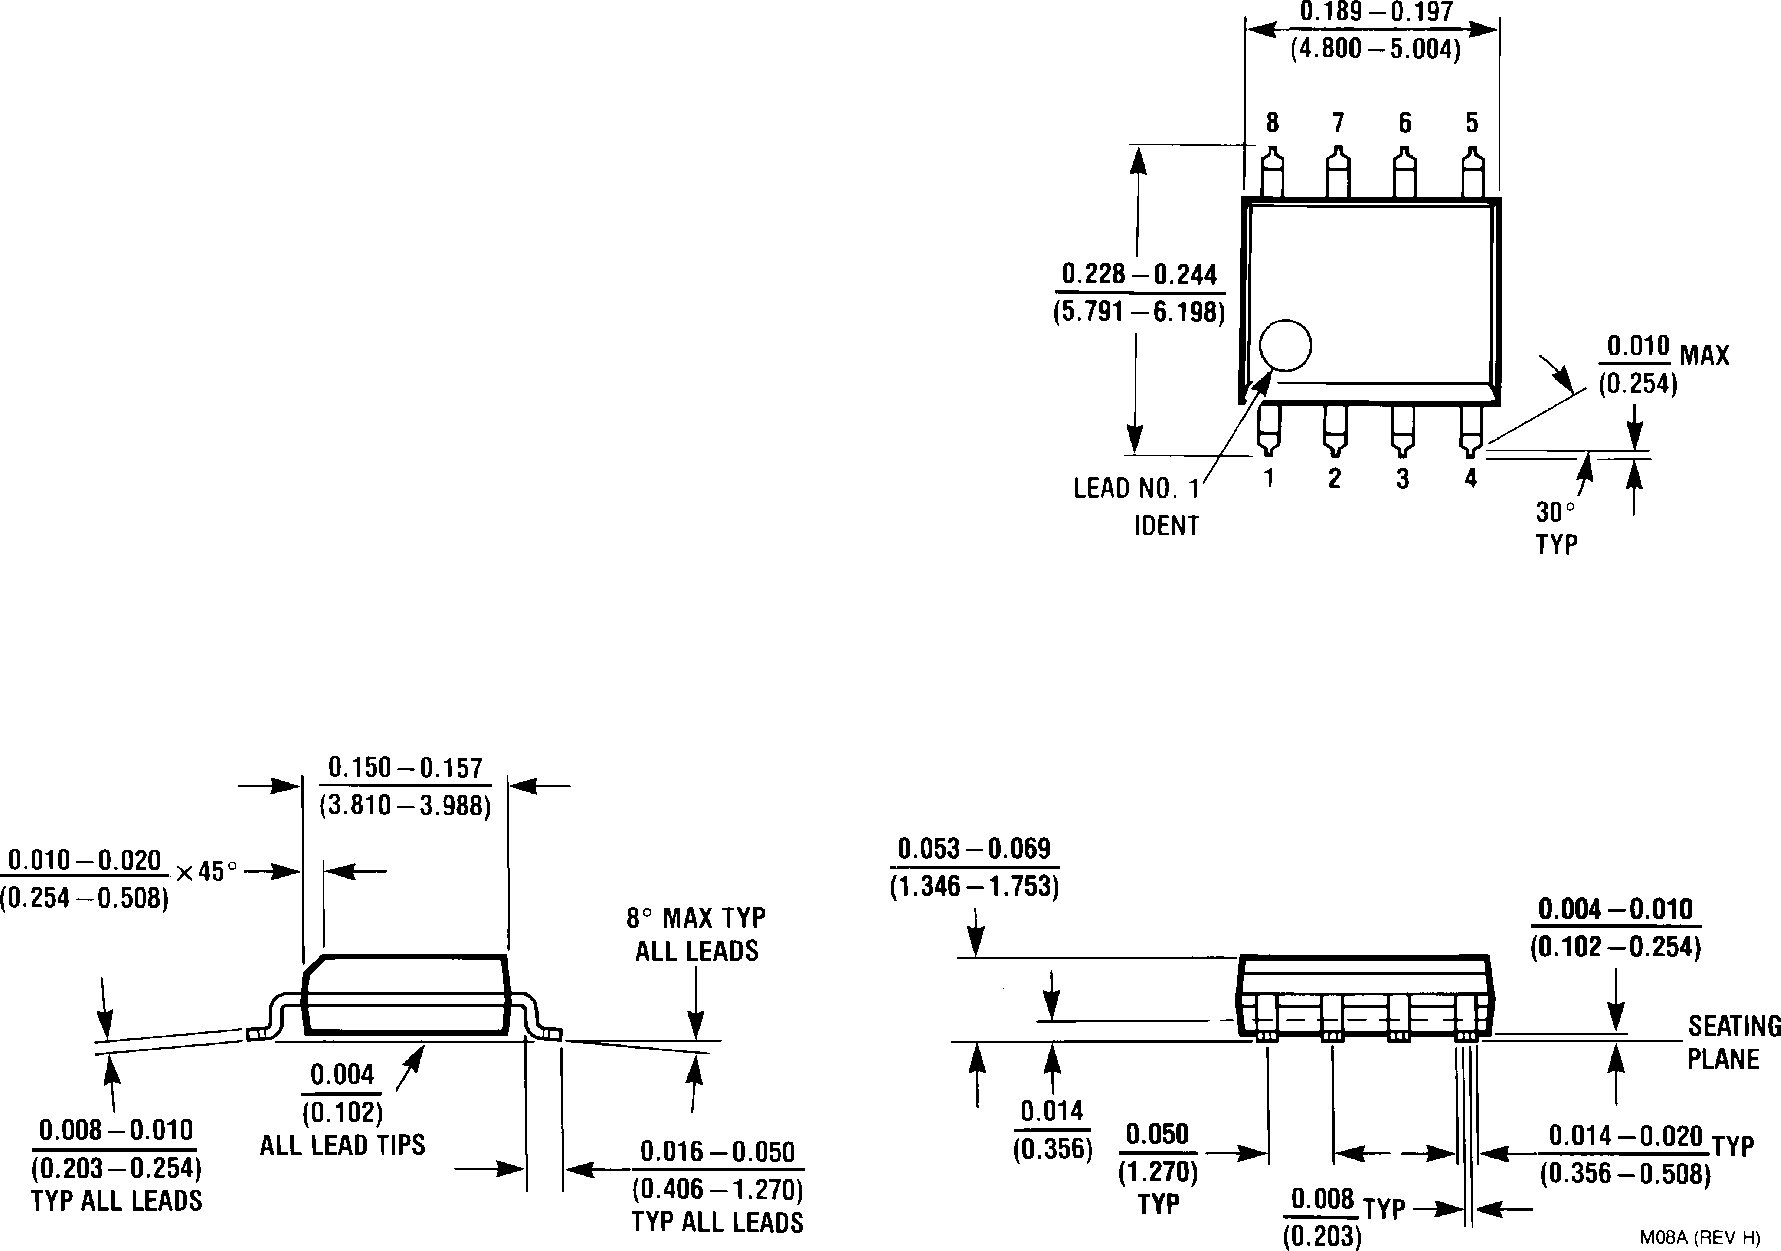 0.189–0.197
(4.800–5.004)
8 7 6 5
0.228–0.244
(5.791–6.198)
0.010 MAX
(0.254)
1 2 3 4
LEAD NO. 1
IDENT
30°
TYP
0.150–0.157
(3.810–3.988)
0.010–0.020 ×45°
(0.254–0.508)
8° MAX TYP
ALL LEADS
0.004
(0.102)
ALL LEAD TIPS
0.008–0.010
(0.203–0.254)
TYP ALL LEADS
0.016–0.050
(0.406–1.270)
TYP ALL LEADS
0.053–0.069
(1.346–1.753)
0.004–0.010
(0.102–0.254)
SEATING
PLANE
0.014
(0.356)
0.050
(1.270)
TYP
0.014–0.020 TYP
(0.356–0.508)
0.008 TYP
(0.203)
M08A (REV H)